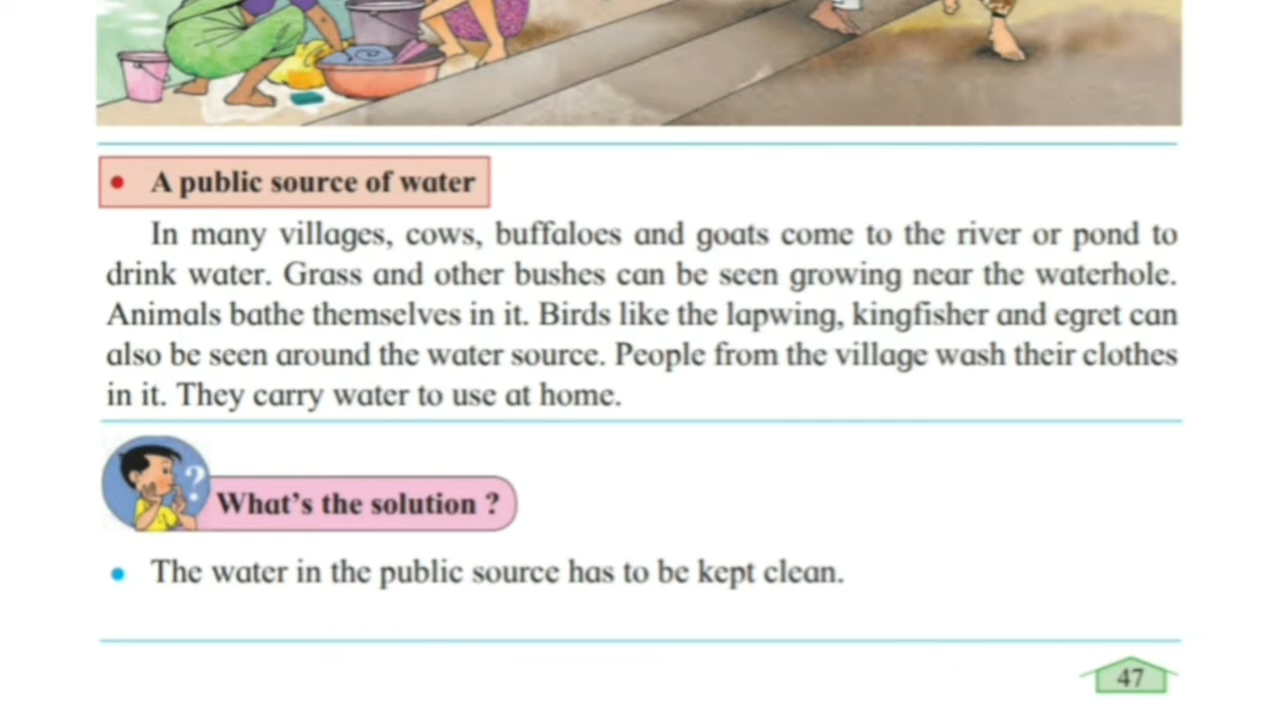 • A public source of water
In many villages, cows, buffaloes and goats come to the river or pond to
drink water. Grass and other bushes can be seen growing near the waterhole.
Animals bathe themselves in it. Birds like the lapwing, kingfisher and egret can
also be seen around the water source. People from the village wash their clothes
in it. They carry water to use at home.
?
What's the solution ?
• The water in the public source has to be kept clean.
47